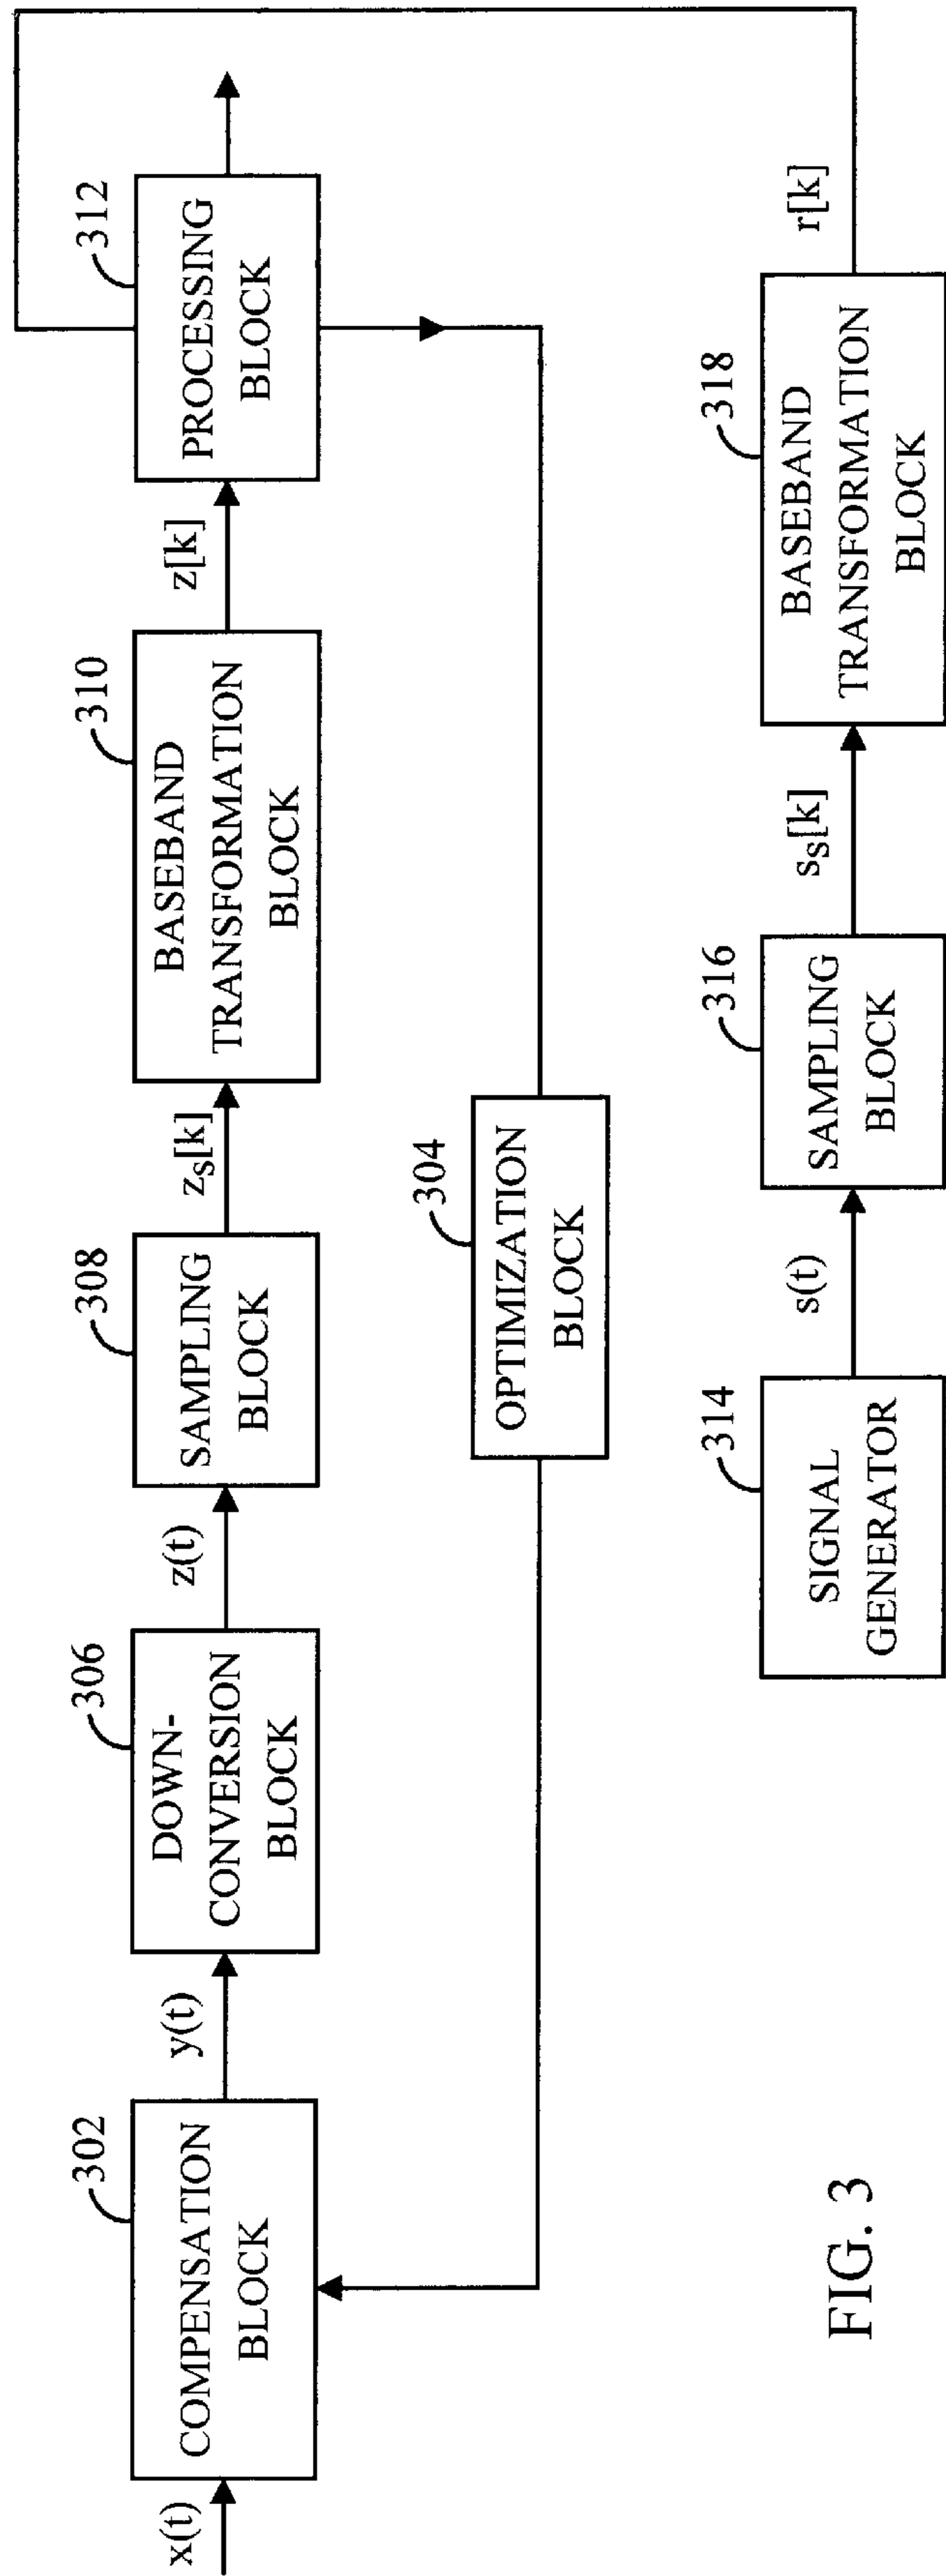 x(t)
302
COMPENSATION
BLOCK
y(t)
306
DOWN-
CONVERSION
BLOCK
z(t)
308
SAMPLING
BLOCK
zs[k]
310
BASEBAND
TRANSFORMATION
BLOCK
z[k]
312
PROCESSING
BLOCK
304
OPTIMIZATION
BLOCK
314
SIGNAL
GENERATOR
s(t)
316
SAMPLING
BLOCK
ss[k]
318
BASEBAND
TRANSFORMATION
BLOCK
r[k]
FIG. 3